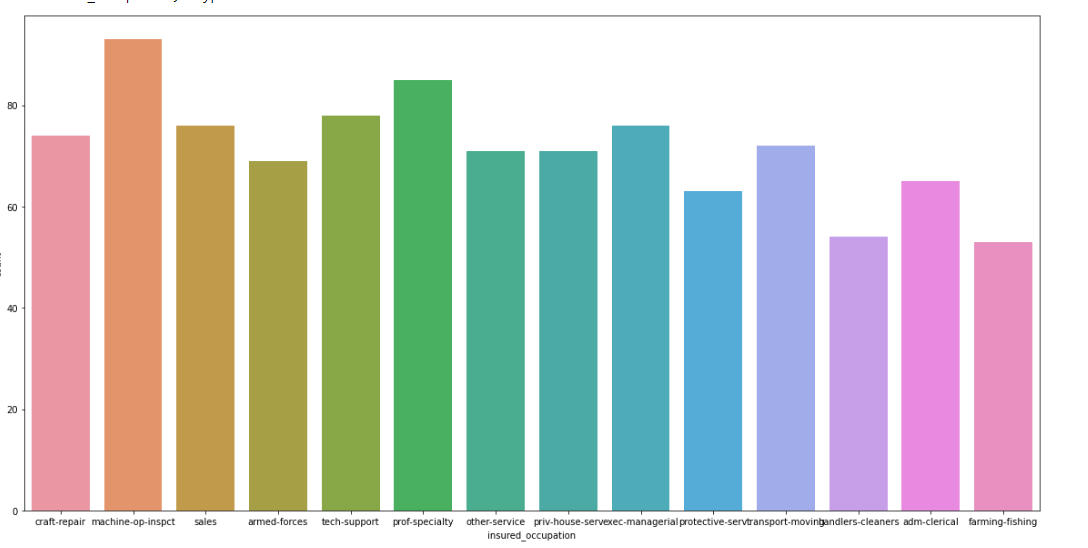 80
60
40
20
0
craft-repair machine-op-inspct sales armed-forces tech-support prof-specialty other-service priv-house-serv exec-managerial protective-serv transport-moving handlers-cleaners adm-clerical farming-fishing
insured_occupation